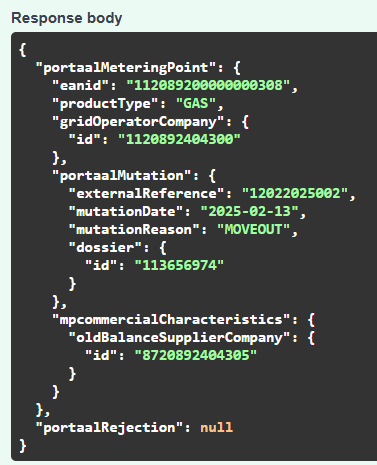 Response body
{
  "portaalMeteringPoint": {
    "eanid": "112089200000000308",
    "productType": "GAS",
    "gridOperatorCompany": {
      "id": "1120892404300"
    },
    "portaalMutation": {
      "externalReference": "12022025002",
      "mutationDate": "2025-02-13",
      "mutationReason": "MOVEOUT",
      "dossier": {
        "id": "113656974"
      }
    },
    "mpcommercialCharacteristics": {
      "oldBalanceSupplierCompany": {
        "id": "8720892404305"
      }
    }
  },
  "portaalRejection": null
}